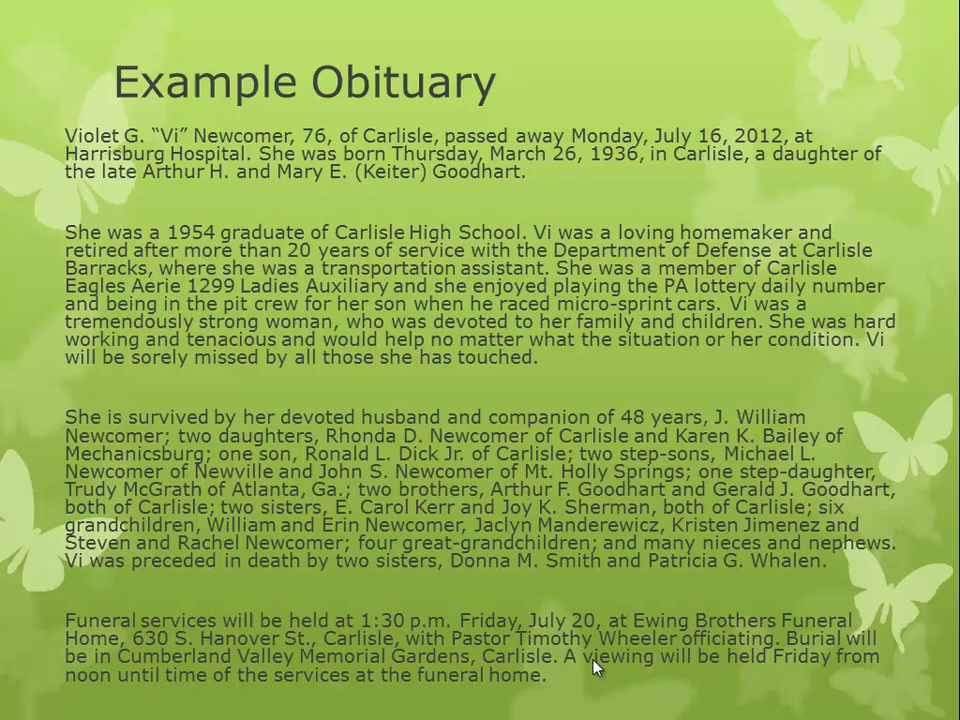 Example Obituary
Violet G. “Vi” Newcomer, 76, of Carlisle, passed away Monday, July 16, 2012, at
Harrisburg Hospital. She was born Thursday, March 26, 1936, in Carlisle, a daughter of
the late Arthur H. and Mary E. (Keiter) Goodhart.
She was a 1954 graduate of Carlisle High School. Vi was a loving homemaker and
retired after more than 20 years of service with the Department of Defense at Carlisle
Barracks, where she was a transportation assistant. She was a member of Carlisle
Eagles Aerie 1299 Ladies Auxiliary and she enjoyed playing the PA lottery daily number
and being in the pit crew for her son when he raced micro-sprint cars. Vi was a
tremendously strong woman, who was devoted to her family and children. She was hard
working and tenacious and would help no matter what the situation or her condition. Vi
will be sorely missed by all those she has touched.
She is survived by her devoted husband and companion of 48 years, J. William
Newcomer; two daughters, Rhonda D. Newcomer of Carlisle and Karen K. Bailey of
Mechanicsburg; one son, Ronald L. Dick Jr. of Carlisle; two step-sons, Michael L.
Newcomer of Newville and John S. Newcomer of Mt. Holly Springs; one step-daughter,
Trudy McGrath of Atlanta, Ga.; two brothers, Arthur F. Goodhart and Gerald J. Goodhart,
both of Carlisle; two sisters, E. Carol Kerr and Joy K. Sherman, both of Carlisle; six
grandchildren, William and Erin Newcomer, Jaclyn Manderewicz, Kristen Jimenez and
Steven and Rachel Newcomer; four great-grandchildren; and many nieces and nephews.
Vi was preceded in death by two sisters, Donna M. Smith and Patricia G. Whalen.
Funeral services will be held at 1:30 p.m. Friday, July 20, at Ewing Brothers Funeral
Home, 630 S. Hanover St., Carlisle, with Pastor Timothy Wheeler officiating. Burial will
be in Cumberland Valley Memorial Gardens, Carlisle. A viewing will be held Friday from
noon until time of the services at the funeral home.